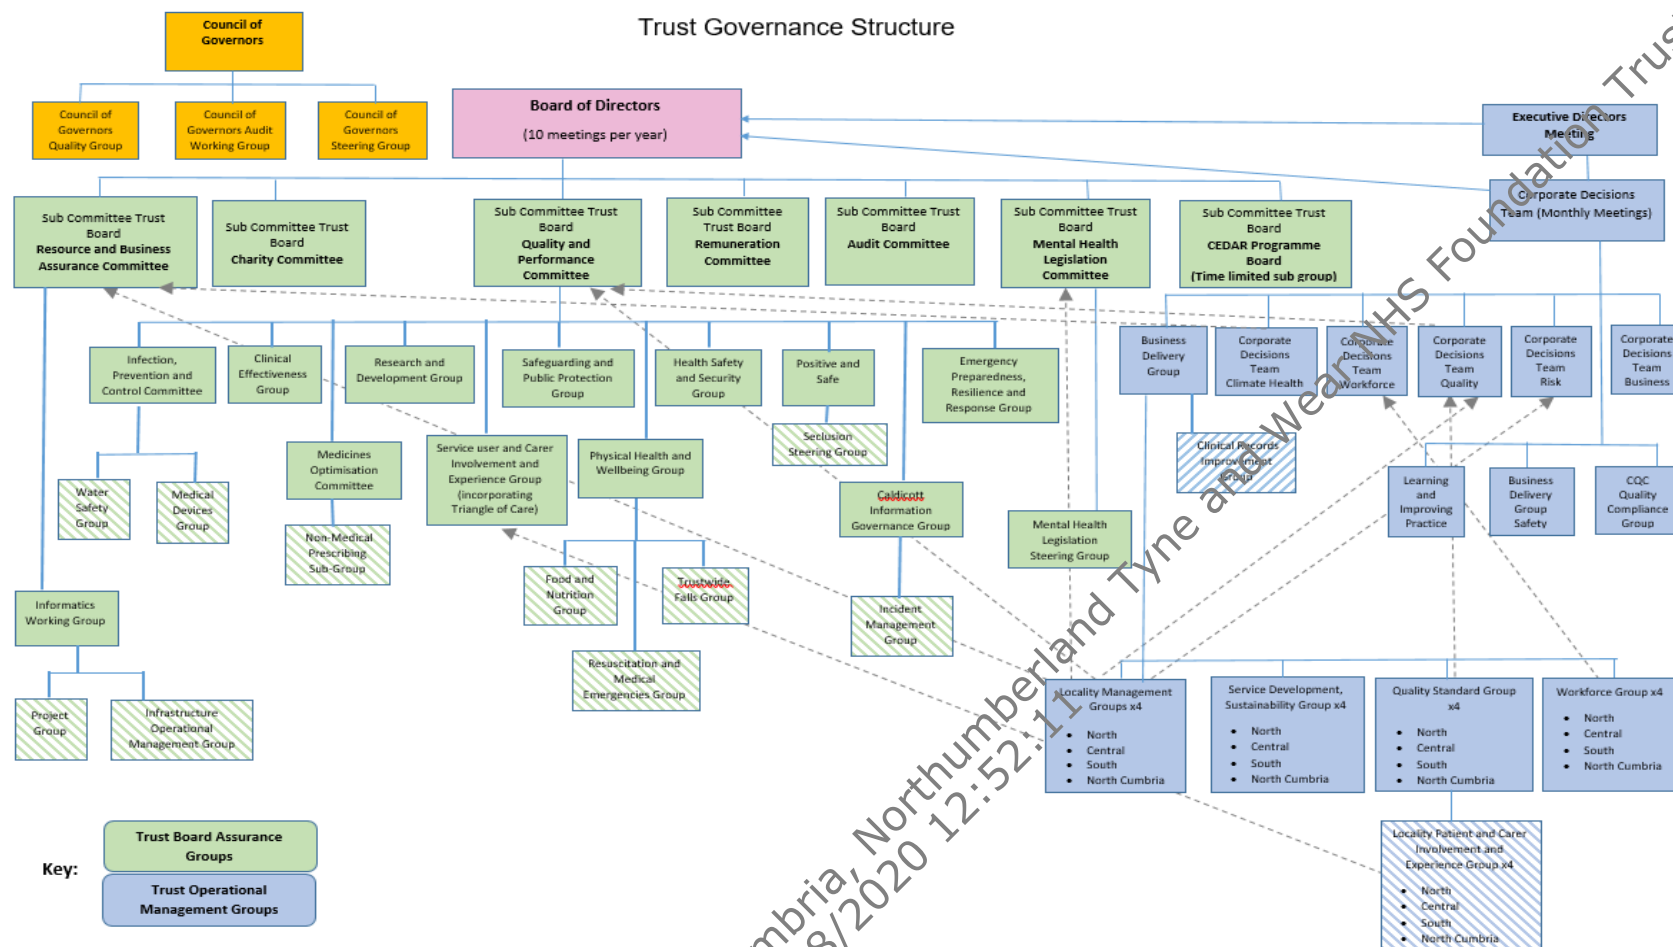 Trust Governance Structure
Council of
Governors
Council of
Governors
Quality Group
Council of
Governors Audit
Working Group
Council of
Governors
Steering Group
Board of Directors
(10 meetings per year)
Executive Directors
Meeting
Corporate Decisions
Team (Monthly Meetings)
Sub Committee Trust
Board
Resource and Business
Assurance Committee
Sub Committee Trust
Board
Charity Committee
Sub Committee Trust
Board
Quality and
Performance
Committee
Sub Committee
Trust Board
Remuneration
Committee
Sub Committee Trust
Board
Audit Committee
Sub Committee Trust
Board
Mental Health
Legislation
Committee
Sub Committee Trust
Board
CEDAR Programme
Board
(Time limited sub group)
Infection,
Prevention and
Control Committee
Clinical
Effectiveness
Group
Research and
Development Group
Safeguarding and
Public Protection
Group
Health Safety
and Security
Group
Positive and
Safe
Emergency
Preparedness,
Resilience and
Response Group
Business
Delivery
Group
Corporate
Decisions
Team
Climate Health
Corporate
Decisions
Team
Workforce
Corporate
Decisions
Team
Quality
Corporate
Decisions
Team
Risk
Corporate
Decisions
Team
Business
Seclusion
Steering Group
Clinical Records
Improvement
Group
Medicines
Optimisation
Committee
Service user and Carer
Involvement and
Experience Group
(incorporating
Triangle of Care)
Physical Health and
Wellbeing Group
Water
Safety
Group
Medical
Devices
Group
Caldicott
Information
Governance Group
Mental Health
Legislation
Steering Group
Learning
and
Improving
Practice
Business
Delivery
Group
Safety
CQC
Quality
Compliance
Group
Non-Medical
Prescribing
Sub-Group
Food and
Nutrition
Group
Trustwide
Falls Group
Incident
Management
Group
Informatics
Working Group
Resuscitation and
Medical
Emergencies Group
Project
Group
Infrastructure
Operational
Management Group
Locality Management
Groups x4
• North
• Central
• South
• North Cumbria
Service Development,
Sustainability Group x4
• North
• Central
• South
• North Cumbria
Quality Standard Group
x4
• North
• Central
• South
• North Cumbria
Workforce Group x4
• North
• Central
• South
• North Cumbria
Locality Patient and Carer
Involvement and
Experience Group x4
• North
• Central
• South
• North Cumbria
Key:
Trust Board Assurance
Groups
Trust Operational
Management Groups
mbria, Northumberland Tyne and Wear NHS Foundation Trus
8/2020 12:52:11